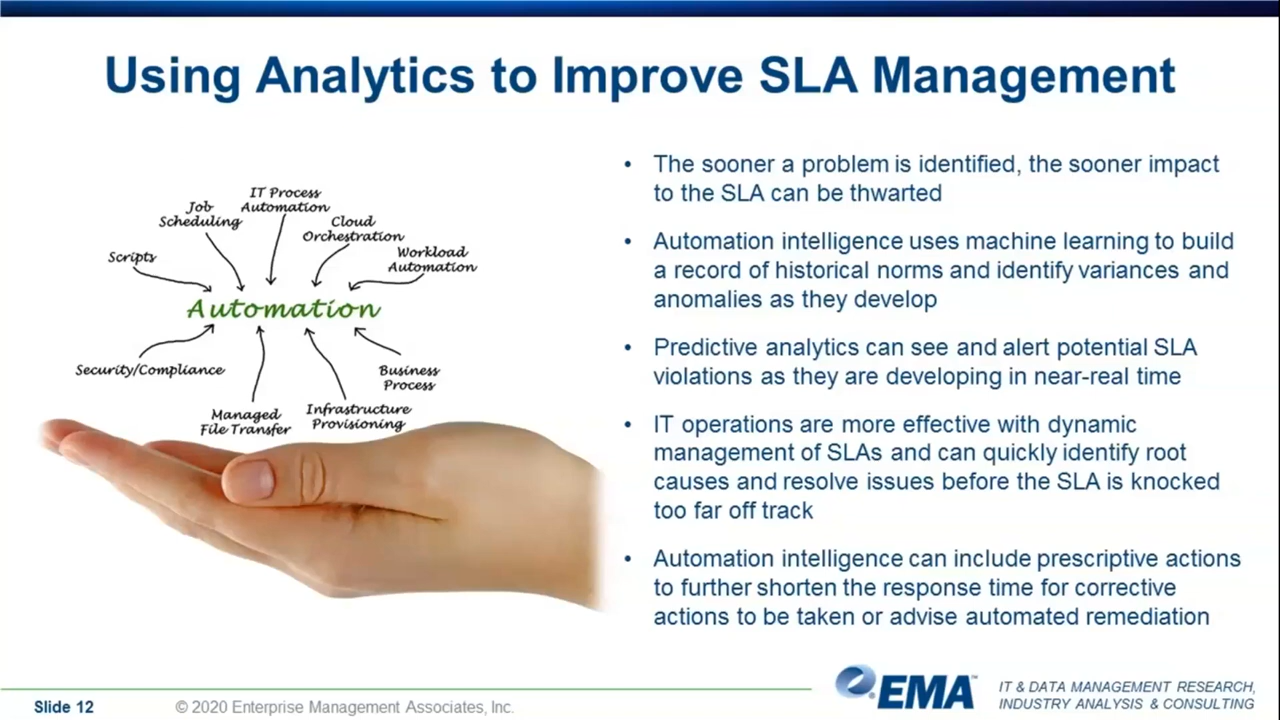 Using Analytics to Improve SLA Management
IT Process
Automation
Job
Scheduling
Cloud
Orchestration
Scripts
Workload
Automation
Automation
Security/Compliance
Business
Process
Managed
File Transfer
Infrastructure
Provisioning
• The sooner a problem is identified, the sooner impact
to the SLA can be thwarted
• Automation intelligence uses machine learning to build
a record of historical norms and identify variances and
anomalies as they develop
• Predictive analytics can see and alert potential SLA
violations as they are developing in near-real time
• IT operations are more effective with dynamic
management of SLAs and can quickly identify root
causes and resolve issues before the SLA is knocked
too far off track
• Automation intelligence can include prescriptive actions
to further shorten the response time for corrective
actions to be taken or advise automated remediation
Slide 12
© 2020 Enterprise Management Associates, Inc.
EMA™
IT & DATA MANAGEMENT RESEARCH,
INDUSTRY ANALYSIS & CONSULTING